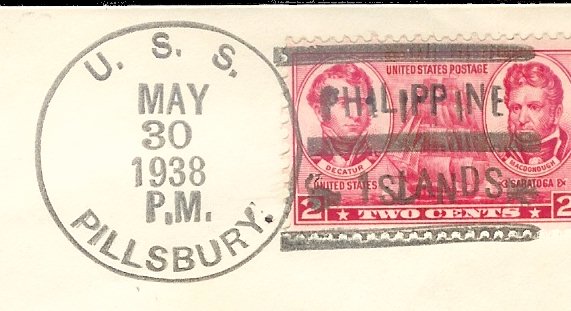 U. S. S.
MAY
30
1938
P.M.
PILLSBURY.
UNITED STATES POSTAGE
PHILIPPINE
DECATUR
MACDONOUGH
UNITED STATES
SARATOGA
ISLANDS
2 ★ TWO CENTS ★ 2